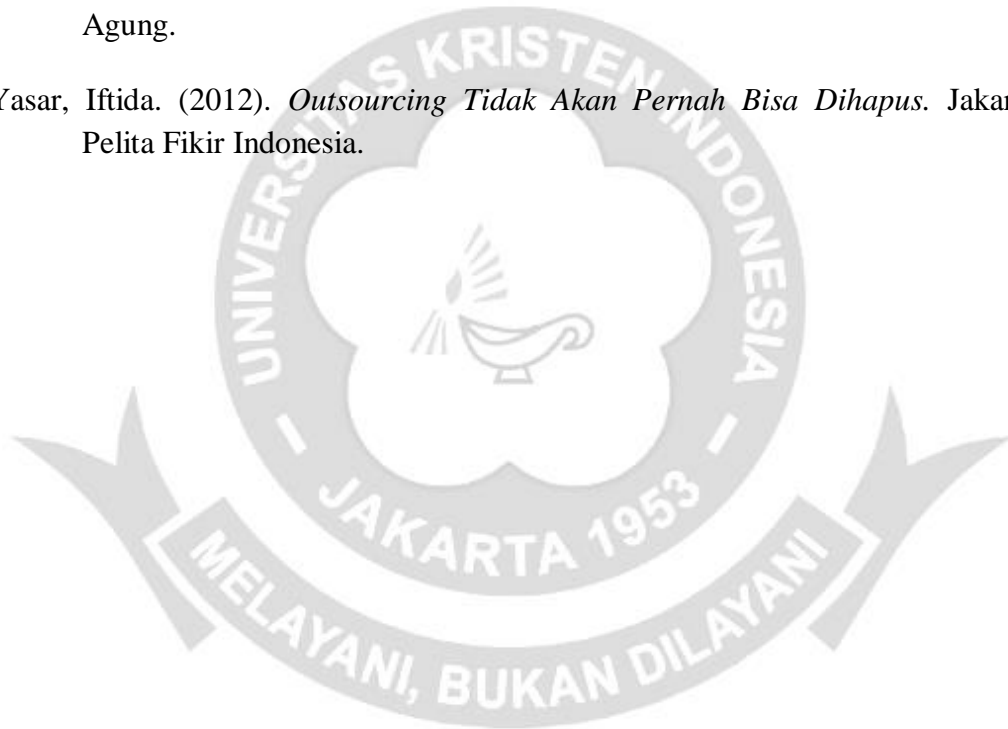 Agung.
Yasar, Iftida. (2012). Outsourcing Tidak Akan Pernah Bisa Dihapus. Jakar
Pelita Fikir Indonesia.
UNIVERSITAS KRISTEN INDONESIA
- JAKARTA 1953 -
MELAYANI, BUKAN DILAYANI